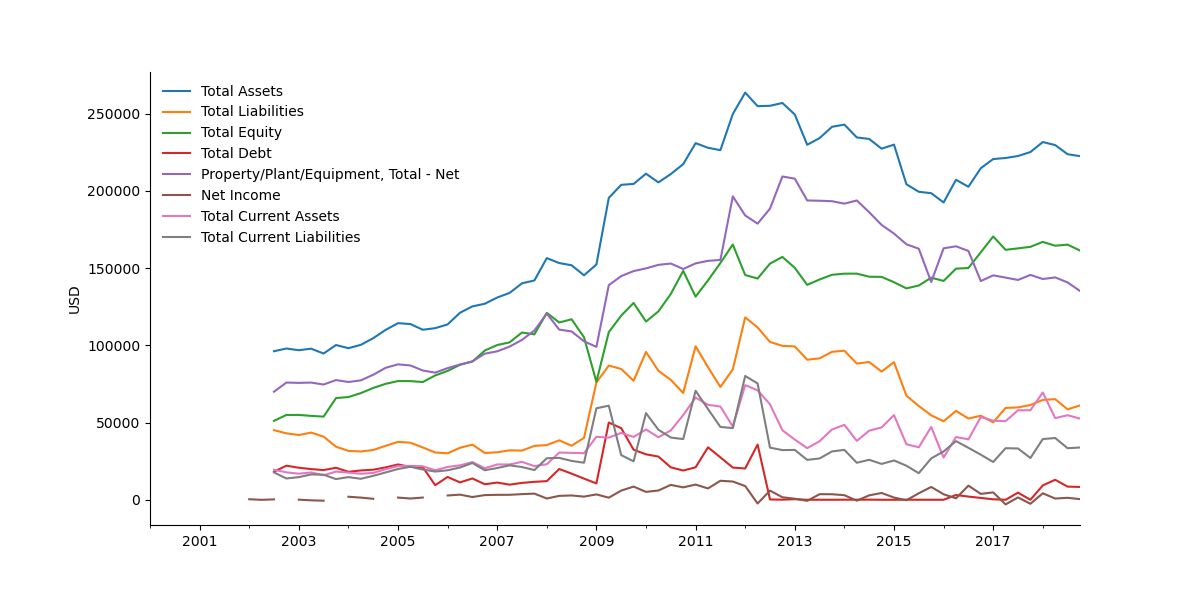 USD
250000
200000
150000
100000
50000
0
Total Assets
Total Liabilities
Total Equity
Total Debt
Property/Plant/Equipment, Total - Net
Net Income
Total Current Assets
Total Current Liabilities
2001 2003 2005 2007 2009 2011 2013 2015 2017